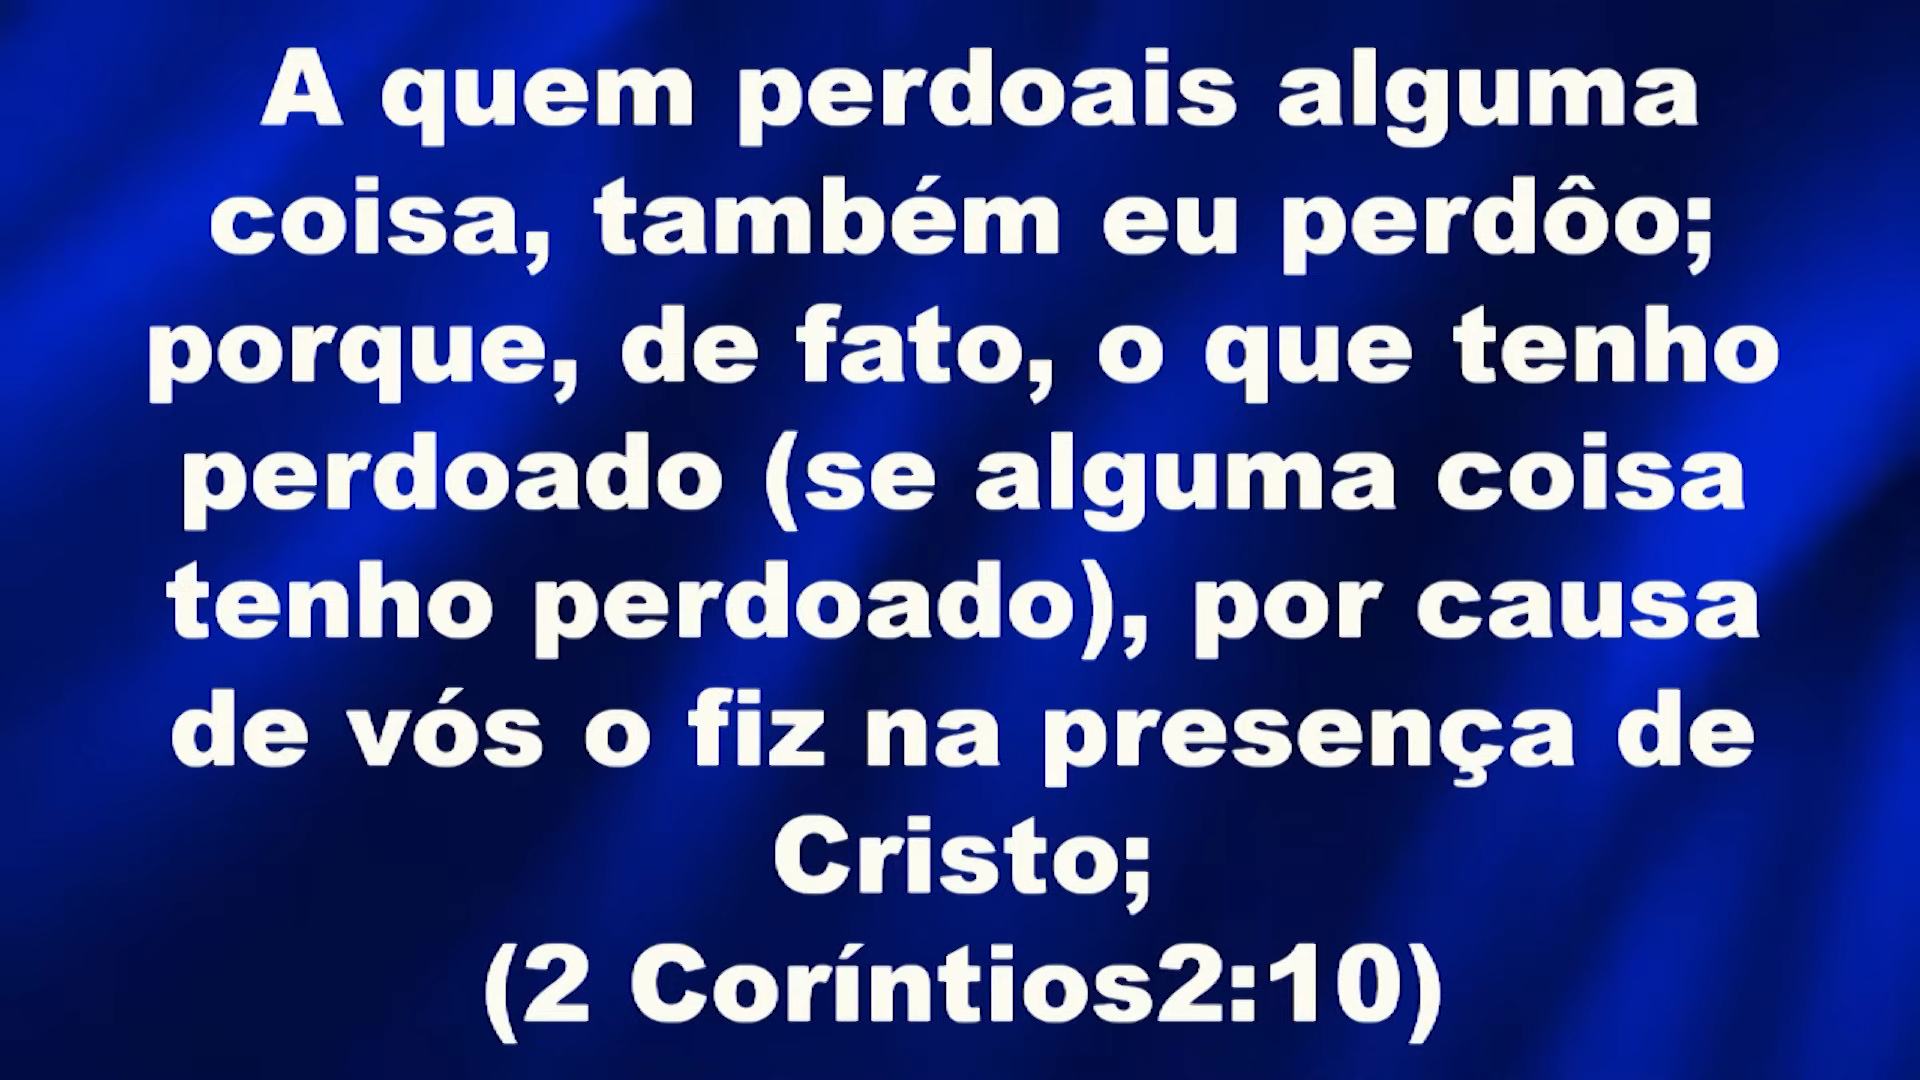 A quem perdoais alguma
coisa, também eu perdôo;
porque, de fato, o que tenho
perdoado (se alguma coisa
tenho perdoado), por causa
de vós o fiz na presença de
Cristo;
(2 Coríntios2:10)